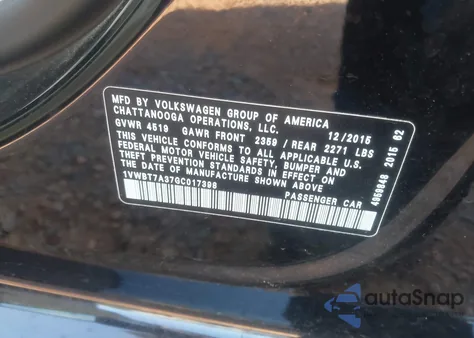 MFD BY VOLKSWAGEN GROUP OF AMERICA
CHATTANOOGA OPERATIONS, LLC. 12/2015
GVWR 4519 GAWR FRONT 2359 / REAR 2271 LBS
THIS VEHICLE CONFORMS TO ALL APPLICABLE U.S.
FEDERAL MOTOR VEHICLE SAFETY, BUMPER AND
THEFT PREVENTION STANDARDS IN EFFECT ON
THE DATE OF MANUFACTURE SHOWN ABOVE.
1VWBT7A37GC017398
PASSENGER CAR
4969848 2015 62
autoSnap